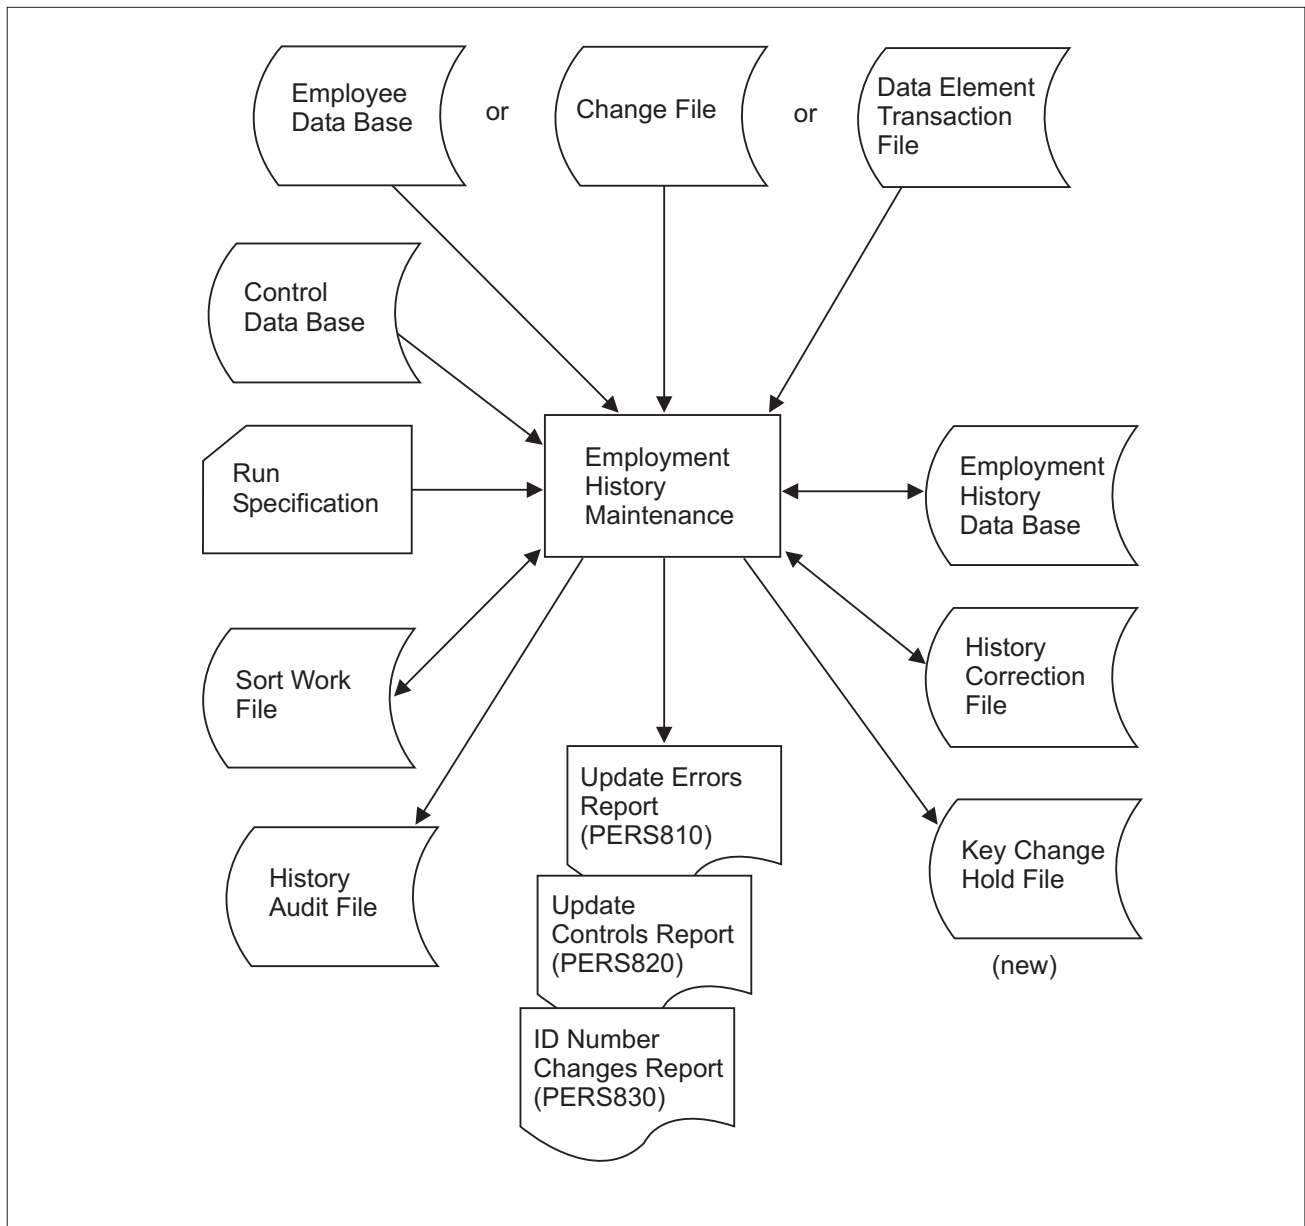 Employee
Data Base
or
Change File
or
Data Element
Transaction
File
Control
Data Base
Run
Specification
Employment
History
Maintenance
Employment
History
Data Base
Sort Work
File
History
Correction
File
Update Errors
Report
(PERS810)
History
Audit File
Key Change
Hold File
(new)
Update
Controls Report
(PERS820)
ID Number
Changes Report
(PERS830)